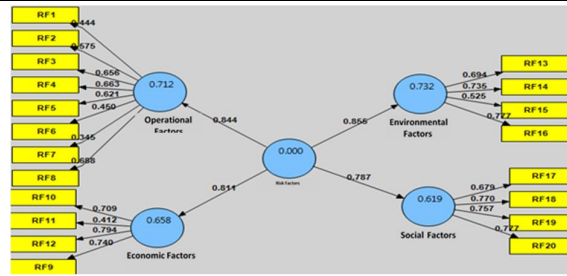 RF1
0.444
RF2
0.575
RF3
0.656
RF4
0.663
0.621
RF5
0.450
RF6
0.345
RF7
0.688
RF8
0.712
Operational
Factors
0.844
RF13
0.694
0.735
RF14
0.525
RF15
0.777
RF16
0.732
Environmental
Factors
0.855
0.000
Risk Factors
0.811
0.787
RF10
0.709
RF11
0.412
0.794
RF12
0.740
RF9
0.658
Economic Factors
RF17
0.679
0.770
RF18
0.757
RF19
0.777
RF20
0.619
Social Factors